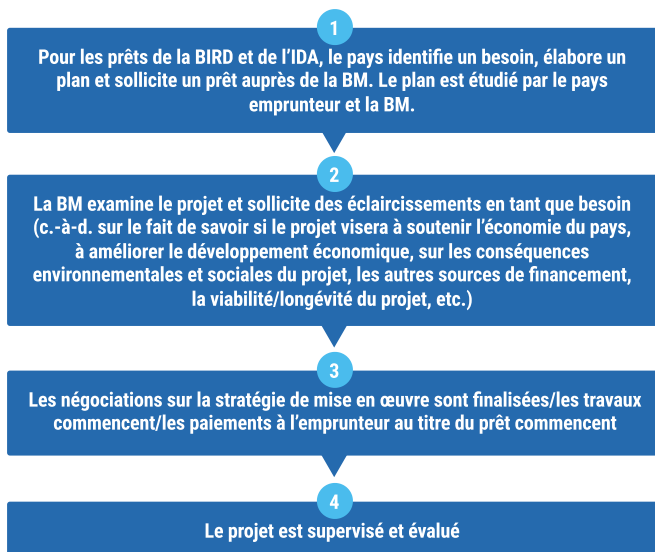 1
Pour les prêts de la BIRD et de l’IDA, le pays identifie un besoin, élabore un
plan et sollicite un prêt auprès de la BM. Le plan est étudié par le pays
emprunteur et la BM.
2
La BM examine le projet et sollicite des éclaircissements en tant que besoin
(c.-à-d. sur le fait de savoir si le projet visera à soutenir l’économie du pays,
à améliorer le développement économique, sur les conséquences
environnementales et sociales du projet, les autres sources de financement,
la viabilité/longévité du projet, etc.)
3
Les négociations sur la stratégie de mise en œuvre sont finalisées/les travaux
commencent/les paiements à l’emprunteur au titre du prêt commencent
4
Le projet est supervisé et évalué